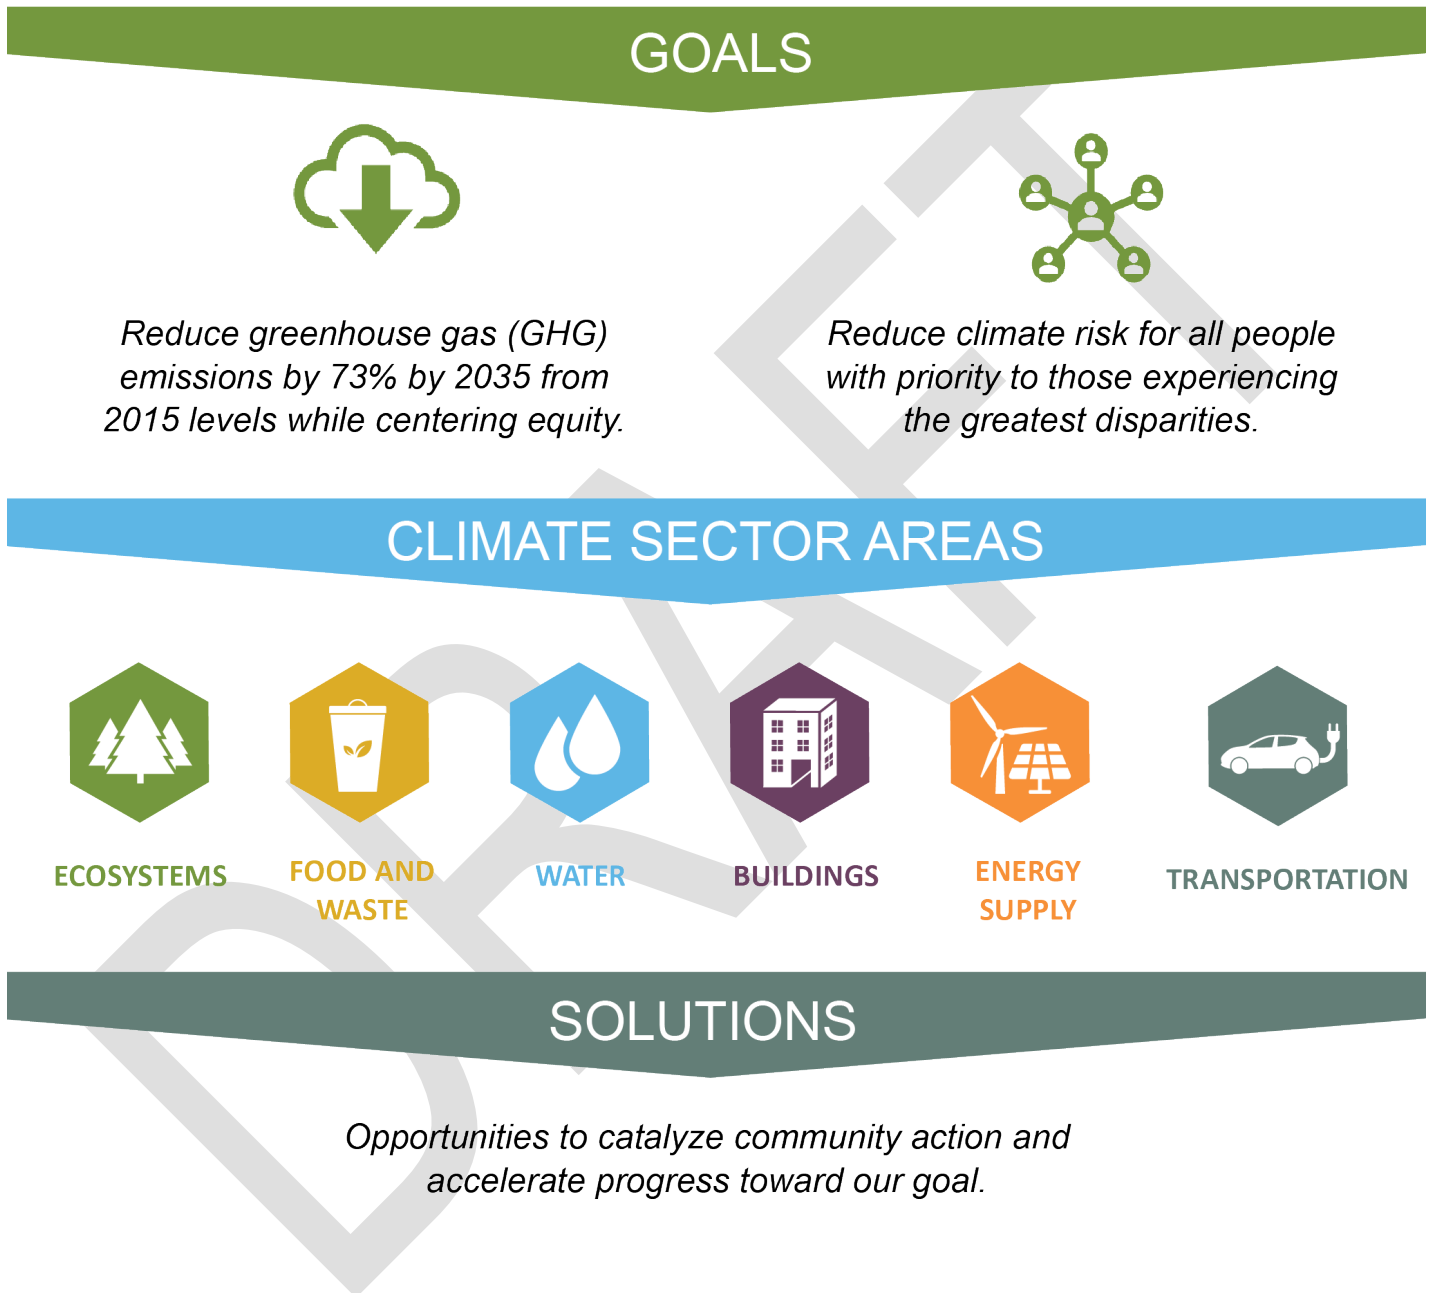 GOALS
Reduce greenhouse gas (GHG)
emissions by 73% by 2035 from
2015 levels while centering equity.
Reduce climate risk for all people
with priority to those experiencing
the greatest disparities.
CLIMATE SECTOR AREAS
ECOSYSTEMS
FOOD AND
WASTE
WATER
BUILDINGS
ENERGY
SUPPLY
TRANSPORTATION
SOLUTIONS
Opportunities to catalyze community action and
accelerate progress toward our goal.
DRAFT